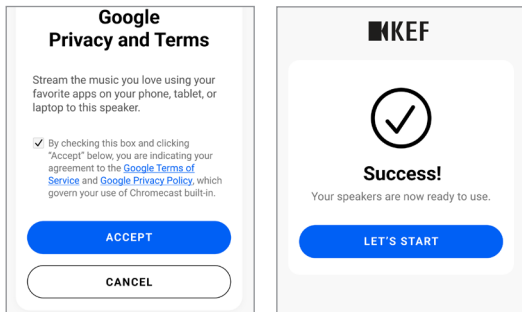 Google
Privacy and Terms
Stream the music you love using your
favorite apps on your phone, tablet, or
laptop to this speaker.
By checking this box and clicking
“Accept” below, you are indicating your
agreement to the Google Terms of
Service and Google Privacy Policy, which
govern your use of Chromecast built-in.
ACCEPT
CANCEL
KEF
Success!
Your speakers are now ready to use.
LET’S START